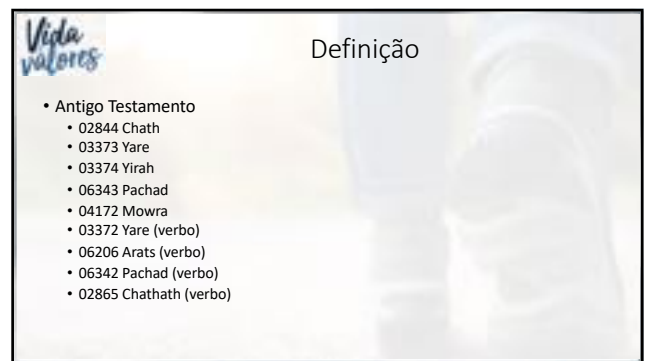 Vida
valores
Definição
• Antigo Testamento
• 02844 Chath
• 03373 Yare
• 03374 Yirah
• 06343 Pachad
• 04172 Mowra
• 03372 Yare (verbo)
• 06206 Arats (verbo)
• 06342 Pachad (verbo)
• 02865 Chathath (verbo)